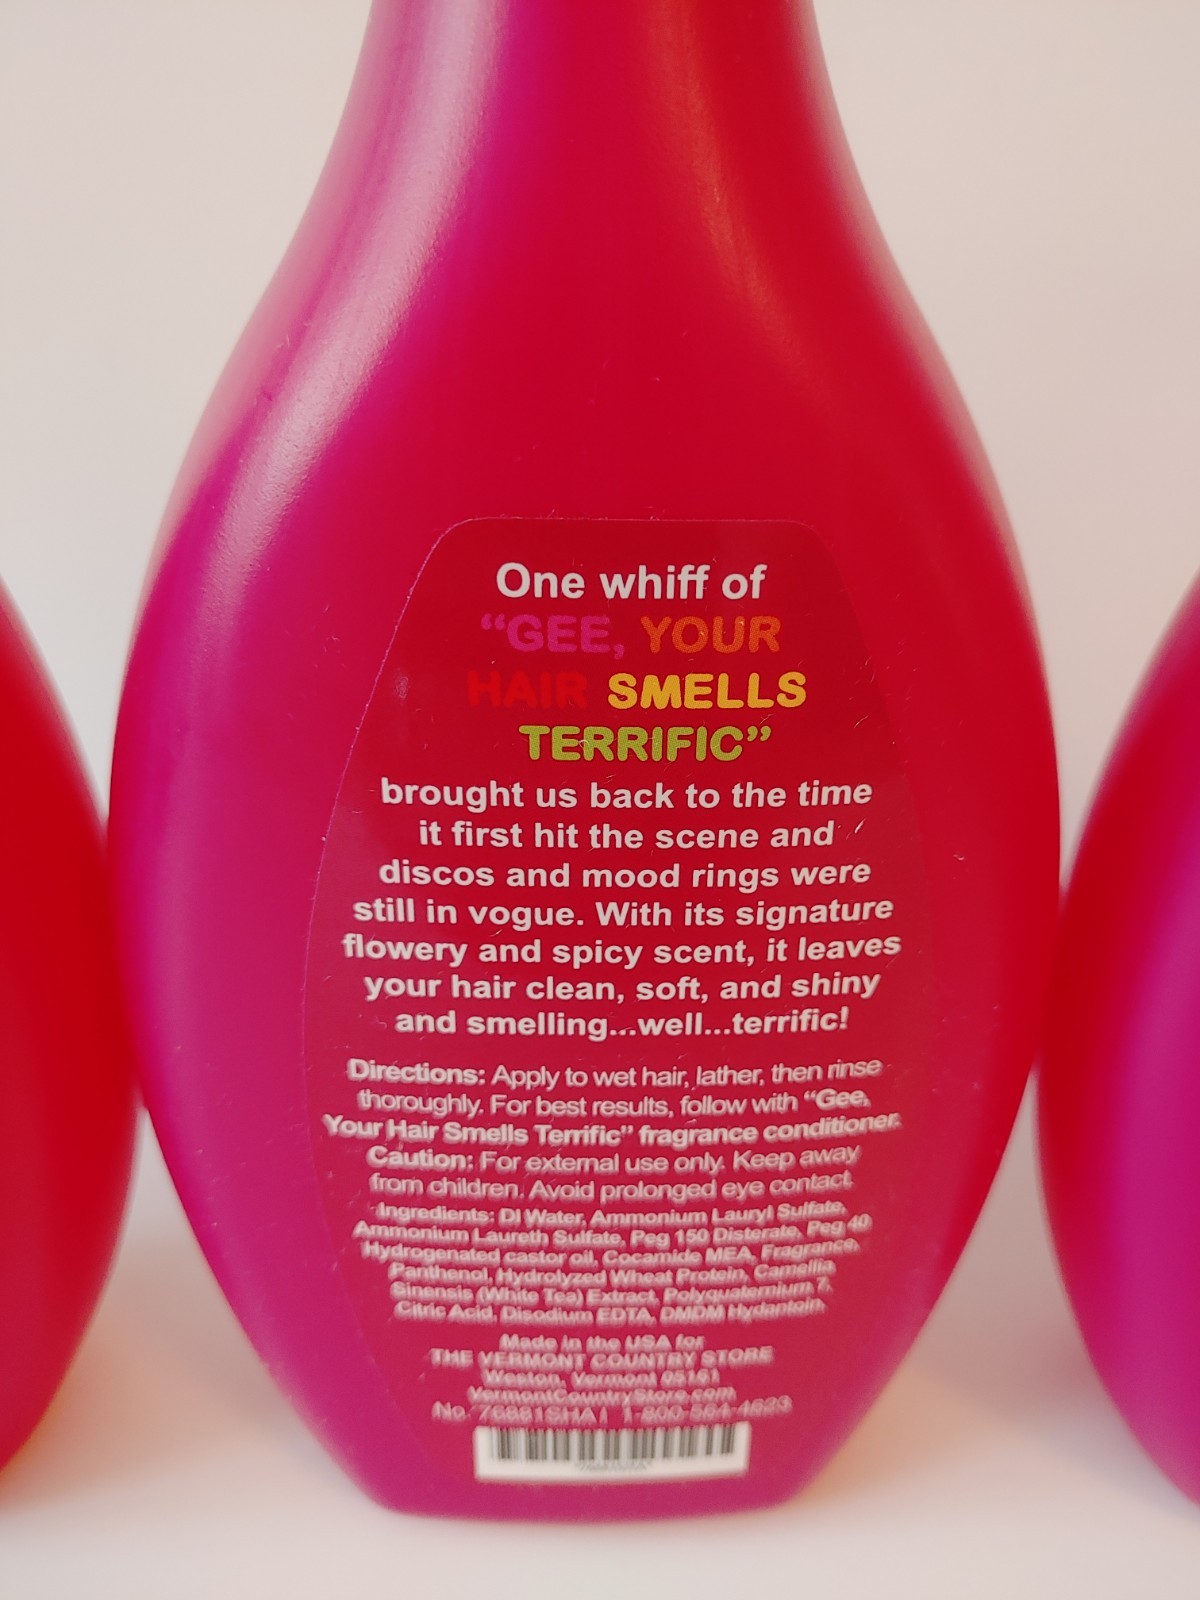 One whiff of
“GEE, YOUR
HAIR SMELLS
TERRIFIC”
brought us back to the time
it first hit the scene and
discos and mood rings were
still in vogue. With its signature
flowery and spicy scent, it leaves
your hair clean, soft, and shiny
and smelling...well...terrific!
Directions: Apply to wet hair, lather, then rinse
thoroughly. For best results, follow with “Gee,
Your Hair Smells Terrific” fragrance conditioner.
Caution: For external use only. Keep away
from children. Avoid prolonged eye contact.
Ingredients: DI Water, Ammonium Lauryl Sulfate,
Ammonium Laureth Sulfate, Peg 150 Disterate, Peg 40
Hydrogenated castor oil, Cocamide MEA, Fragrance,
Panthenol, Hydrolyzed Wheat Protein, Camellia
Sinensis (White Tea) Extract, Polyquaternium 7,
Citric Acid, Disodium EDTA, DMDM Hydantoin.
Made in the USA for
THE VERMONT COUNTRY STORE
Weston, Vermont 05161
VermontCountryStore.com
No. 76881SHA1 1-800-564-4623